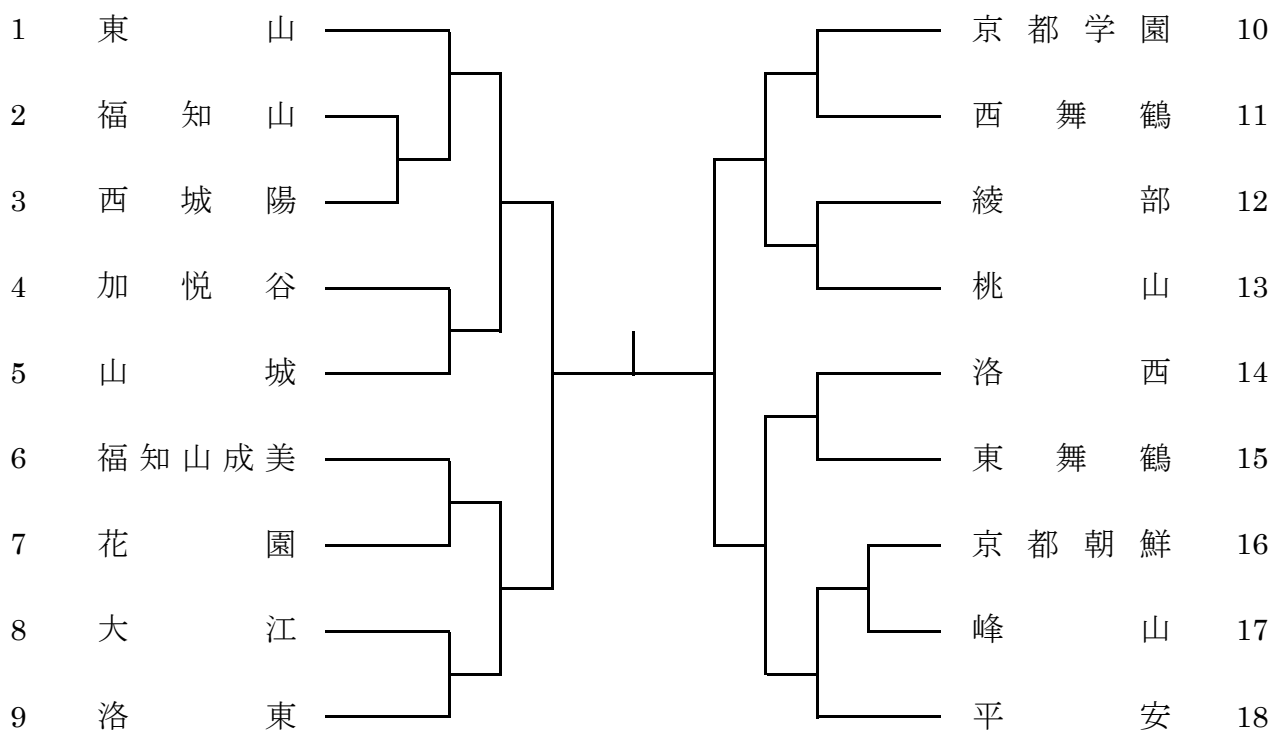 1 東山
2 福知山
3 西城陽
4 加悦谷
5 山城
6 福知山成美
7 花園
8 大江
9 洛東
京都学園 10
西舞鶴 11
綾部 12
桃山 13
洛西 14
東舞鶴 15
京都朝鮮 16
峰山 17
平安 18